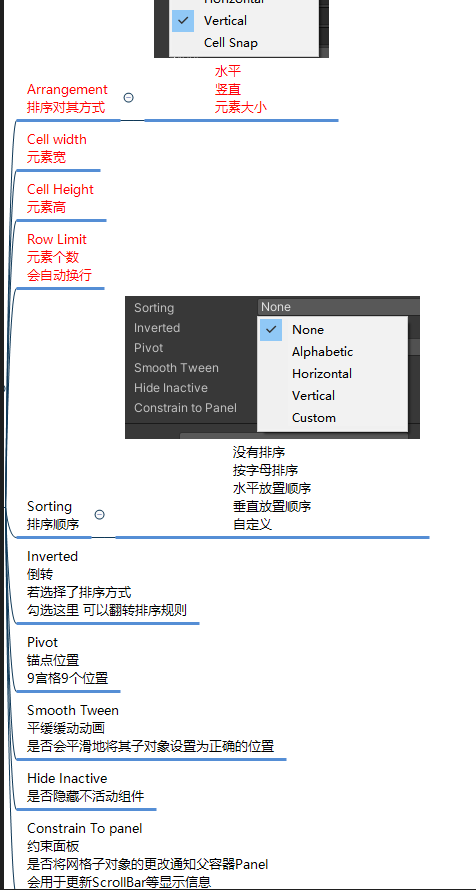 Horizontal
Vertical
Cell Snap
水平
竖直
元素大小
Arrangement
排序对其方式
Cell width
元素宽
Cell Height
元素高
Row Limit
元素个数
会自动换行
Sorting
None
Inverted
Pivot
Smooth Tween
Hide Inactive
Constrain to Panel
None
Alphabetic
Horizontal
Vertical
Custom
没有排序
按字母排序
水平放置顺序
垂直放置顺序
自定义
Sorting
排序顺序
Inverted
倒转
若选择了排序方式
勾选这里 可以翻转排序规则
Pivot
锚点位置
9宫格9个位置
Smooth Tween
平缓缓动动画
是否会平滑地将其子对象设置为正确的位置
Hide Inactive
是否隐藏不活动组件
Constrain To panel
约束面板
是否将网格子对象的更改通知父容器Panel
会用于更新ScrollBar等显示信息